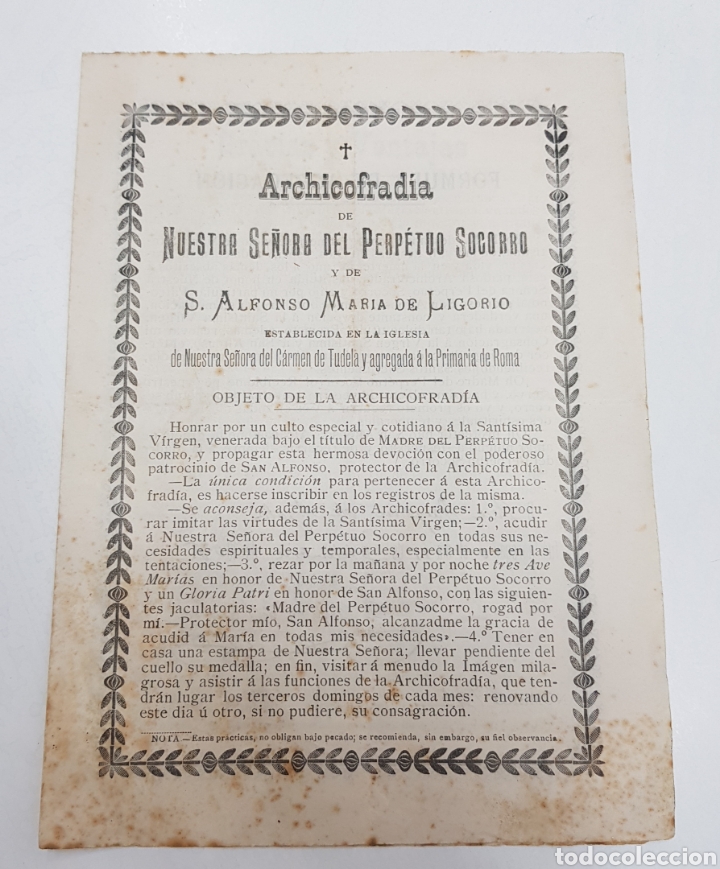 ✝
Archicofradía
DE
NUESTRA SEÑORA DEL PERPÉTUO SOCORRO
Y DE
S. ALFONSO MARIA DE LIGORIO
ESTABLECIDA EN LA IGLESIA
de Nuestra Señora del Cármen de Tudela y agregada á la Primaria de Roma
OBJETO DE LA ARCHICOFRADÍA
Honrar por un culto especial y cotidiano á la Santísima
Vírgen, venerada bajo el título de MADRE DEL PERPÉTUO SO-
CORRO, y propagar esta hermosa devoción con el poderoso
patrocinio de SAN ALFONSO, protector de la Archicofradía.
—La única condición para pertenecer á esta Archico-
fradía, es hacerse inscribir en los registros de la misma.
—Se aconseja, además, á los Archicofrades: 1.º, procu-
rar imitar las virtudes de la Santísima Virgen;—2.º, acudir
á Nuestra Señora del Perpétuo Socorro en todas sus ne-
cesidades espirituales y temporales, especialmente en las
tentaciones;—3.º, rezar por la mañana y por noche tres Ave
Marías en honor de Nuestra Señora del Perpétuo Socorro
y un Gloria Patri en honor de San Alfonso, con las siguien-
tes jaculatorias: «Madre del Perpétuo Socorro, rogad por
mí.—Protector mío, San Alfonso, alcanzadme la gracia de
acudid á María en todas mis necesidades».—4.º Tener en
casa una estampa de Nuestra Señora; llevar pendiente del
cuello su medalla; en fin, visitar á menudo la Imágen mila-
grosa y asistir á las funciones de la Archicofradía, que ten-
drán lugar los terceros domingos de cada mes: renovando
este dia ú otro, si no pudiere, su consagración.
NOTA—Estas prácticas, no obligan bajo pecado; se recomienda, sin embargo, su fiel observancia.
todocoleccion